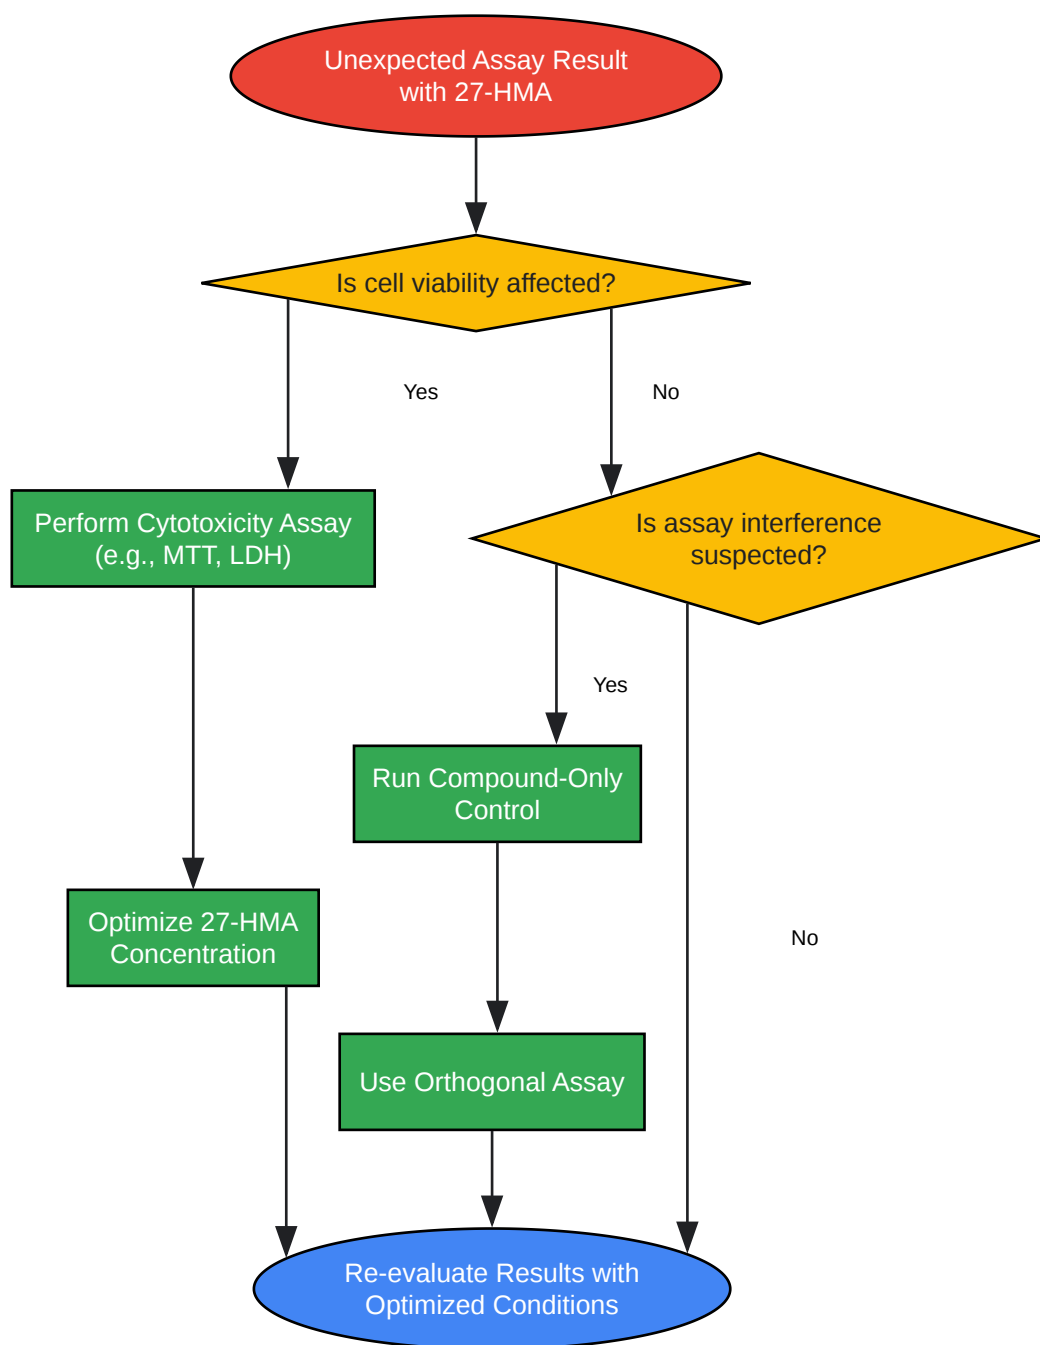 Unexpected Assay Result
with 27-HMA
Is cell viability affected?
Yes
No
Perform Cytotoxicity Assay
(e.g., MTT, LDH)
Is assay interference
suspected?
Yes
Run Compound-Only
Control
Optimize 27-HMA
Concentration
No
Use Orthogonal Assay
Re-evaluate Results with
Optimized Conditions